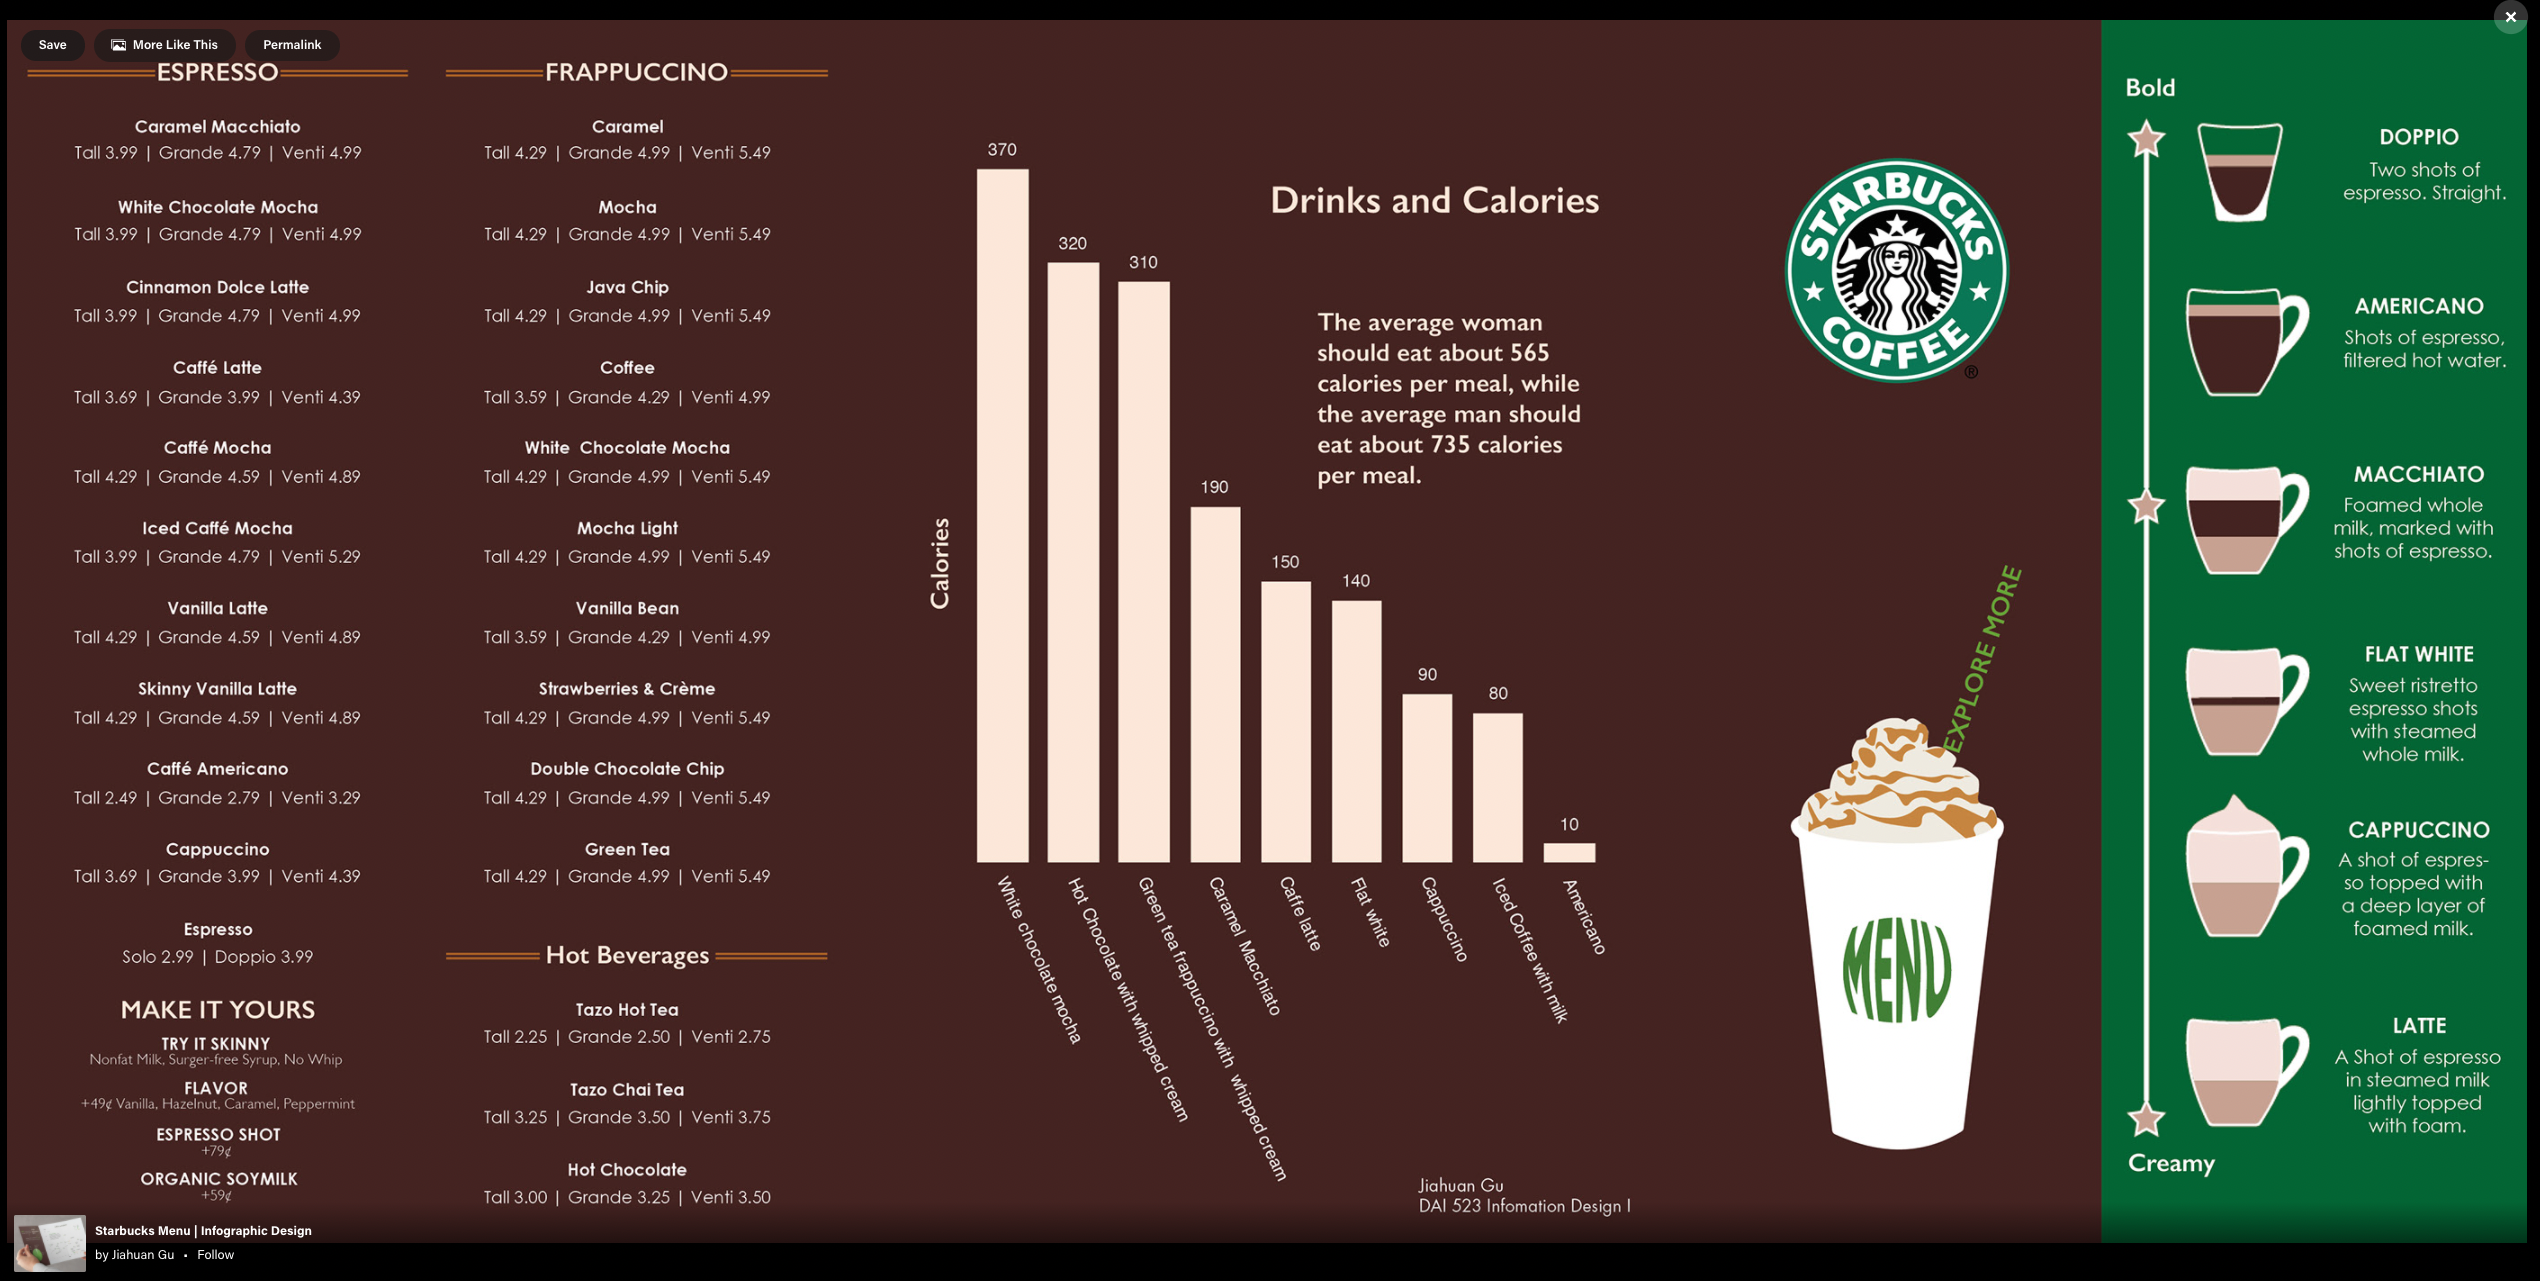 Save
More Like This
Permalink
ESPRESSO
Caramel Macchiato
Tall 3.99 | Grande 4.79 | Venti 4.99
White Chocolate Mocha
Tall 3.99 | Grande 4.79 | Venti 4.99
Cinnamon Dolce Latte
Tall 3.99 | Grande 4.79 | Venti 4.99
Caffé Latte
Tall 3.69 | Grande 3.99 | Venti 4.39
Caffé Mocha
Tall 4.29 | Grande 4.59 | Venti 4.89
Iced Caffé Mocha
Tall 3.99 | Grande 4.79 | Venti 5.29
Vanilla Latte
Tall 4.29 | Grande 4.59 | Venti 4.89
Skinny Vanilla Latte
Tall 4.29 | Grande 4.59 | Venti 4.89
Caffé Americano
Tall 2.49 | Grande 2.79 | Venti 3.29
Cappuccino
Tall 3.69 | Grande 3.99 | Venti 4.39
Espresso
Solo 2.99 | Doppio 3.99
MAKE IT YOURS
TRY IT SKINNY
Nonfat Milk, Surger-free Syrup, No Whip
FLAVOR
+49¢ Vanilla, Hazelnut, Caramel, Peppermint
ESPRESSO SHOT
+79¢
ORGANIC SOYMILK
+59¢
FRAPPUCCINO
Caramel
Tall 4.29 | Grande 4.99 | Venti 5.49
Mocha
Tall 4.29 | Grande 4.99 | Venti 5.49
Java Chip
Tall 4.29 | Grande 4.99 | Venti 5.49
Coffee
Tall 3.59 | Grande 4.29 | Venti 4.99
White Chocolate Mocha
Tall 4.29 | Grande 4.99 | Venti 5.49
Mocha Light
Tall 4.29 | Grande 4.99 | Venti 5.49
Vanilla Bean
Tall 3.59 | Grande 4.29 | Venti 4.99
Strawberries & Crème
Tall 4.29 | Grande 4.99 | Venti 5.49
Double Chocolate Chip
Tall 4.29 | Grande 4.99 | Venti 5.49
Green Tea
Tall 4.29 | Grande 4.99 | Venti 5.49
Hot Beverages
Tazo Hot Tea
Tall 2.25 | Grande 2.50 | Venti 2.75
Tazo Chai Tea
Tall 3.25 | Grande 3.50 | Venti 3.75
Hot Chocolate
Tall 3.00 | Grande 3.25 | Venti 3.50
Drinks and Calories
The average woman
should eat about 565
calories per meal, while
the average man should
eat about 735 calories
per meal.
Calories
370
320
310
190
150
140
90
80
10
White chocolate mocha
Hot Chocolate with whipped cream
Green tea frappuccino with whipped cream
Caramel Macchiato
Caffe latte
Flat white
Cappuccino
Iced Coffee with milk
Americano
Jiahuan Gu
DAI 523 Infomation Design I
STARBUCKS
COFFEE
®
EXPLORE MORE
MENU
Bold
DOPPIO
Two shots of
espresso. Straight.
AMERICANO
Shots of espresso,
filtered hot water.
MACCHIATO
Foamed whole
milk, marked with
shots of espresso.
FLAT WHITE
Sweet ristretto
espresso shots
with steamed
whole milk.
CAPPUCCINO
A shot of espres-
so topped with
a deep layer of
foamed milk.
LATTE
A Shot of espresso
in steamed milk
lightly topped
with foam.
Creamy
Starbucks Menu | Infographic Design
by Jiahuan Gu • Follow